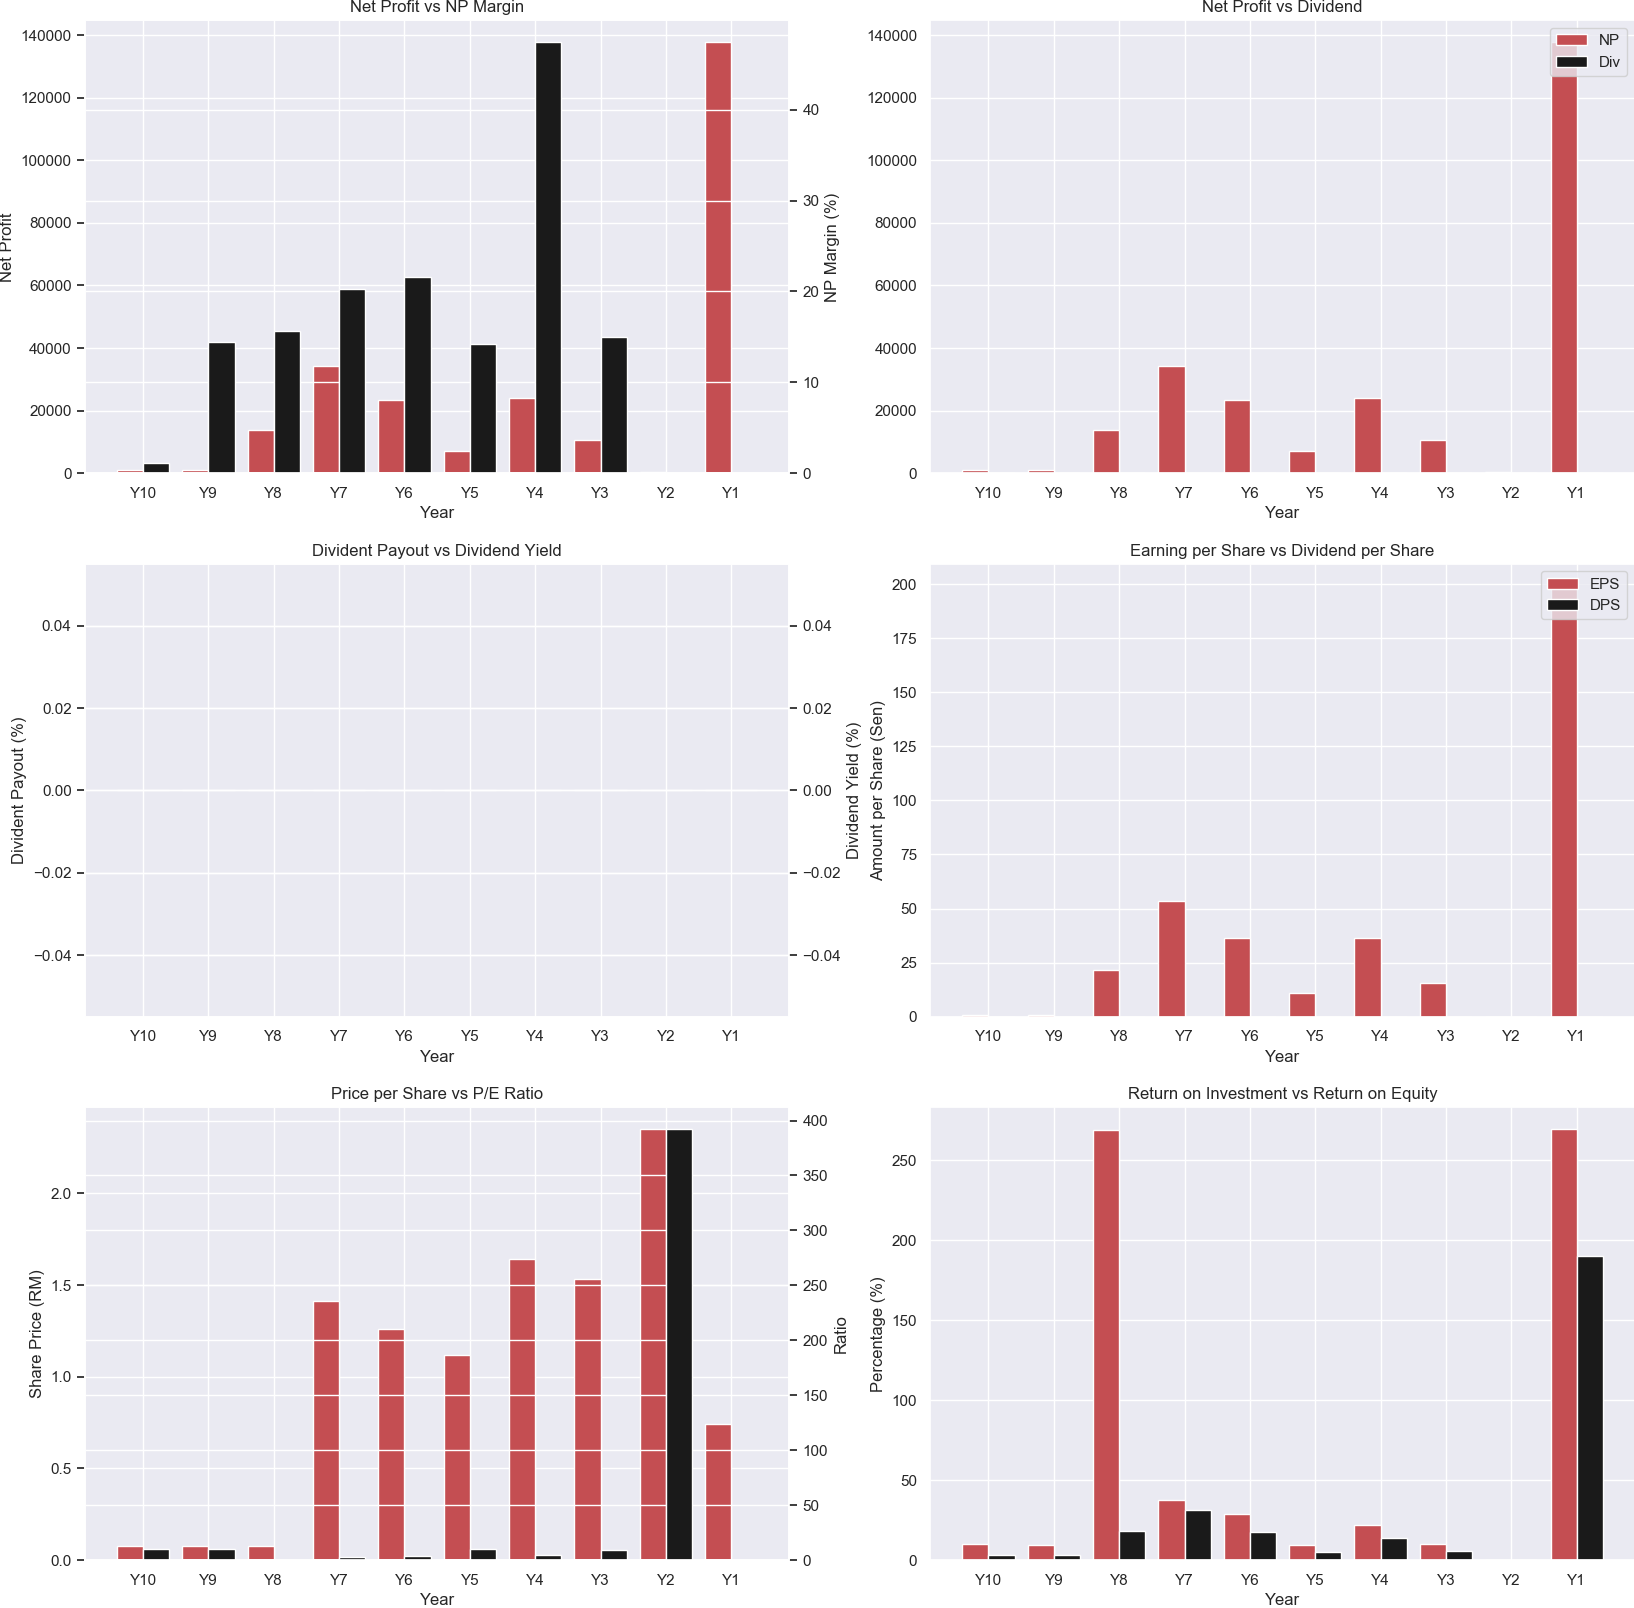 Net Profit vs NP Margin
140000
120000
100000
80000
60000
40000
20000
0
Net Profit
40
30
20
10
0
NP Margin (%)
Y10 Y9 Y8 Y7 Y6 Y5 Y4 Y3 Y2 Y1
Year
Net Profit vs Dividend
NP
Div
140000
120000
100000
80000
60000
40000
20000
0
Y10 Y9 Y8 Y7 Y6 Y5 Y4 Y3 Y2 Y1
Year
Divident Payout vs Dividend Yield
0.04
0.02
0.00
−0.02
−0.04
Divident Payout (%)
0.04
0.02
0.00
−0.02
−0.04
Dividend Yield (%)
Y10 Y9 Y8 Y7 Y6 Y5 Y4 Y3 Y2 Y1
Year
Earning per Share vs Dividend per Share
EPS
DPS
200
175
150
125
100
75
50
25
0
Amount per Share (Sen)
Y10 Y9 Y8 Y7 Y6 Y5 Y4 Y3 Y2 Y1
Year
Price per Share vs P/E Ratio
2.0
1.5
1.0
0.5
0.0
Share Price (RM)
400
350
300
250
200
150
100
50
0
Ratio
Y10 Y9 Y8 Y7 Y6 Y5 Y4 Y3 Y2 Y1
Year
Return on Investment vs Return on Equity
250
200
150
100
50
0
Percentage (%)
Y10 Y9 Y8 Y7 Y6 Y5 Y4 Y3 Y2 Y1
Year